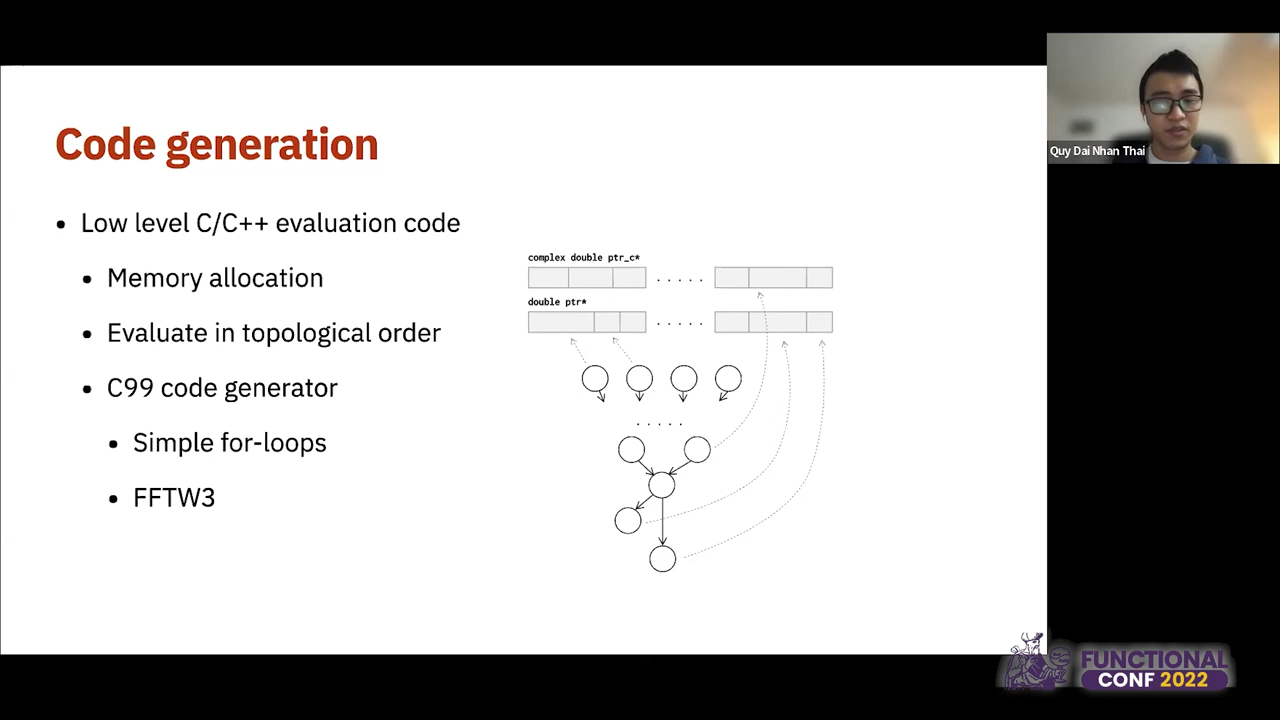 Code generation
• Low level C/C++ evaluation code
• Memory allocation
• Evaluate in topological order
• C99 code generator
• Simple for-loops
• FFTW3
complex double ptr_c*
. . . . .
double ptr*
. . . . .
. . . . .
Quy Dai Nhan Thai
FUNCTIONAL
CONF 2022